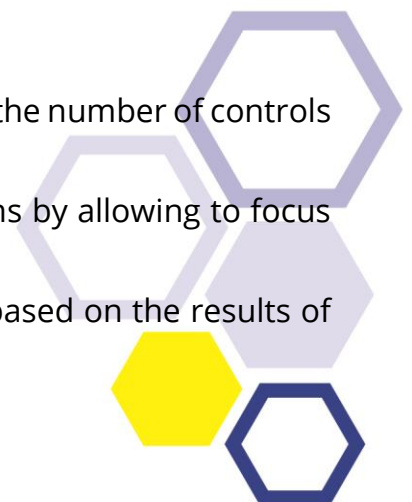 the number of controls
ns by allowing to focus
based on the results of